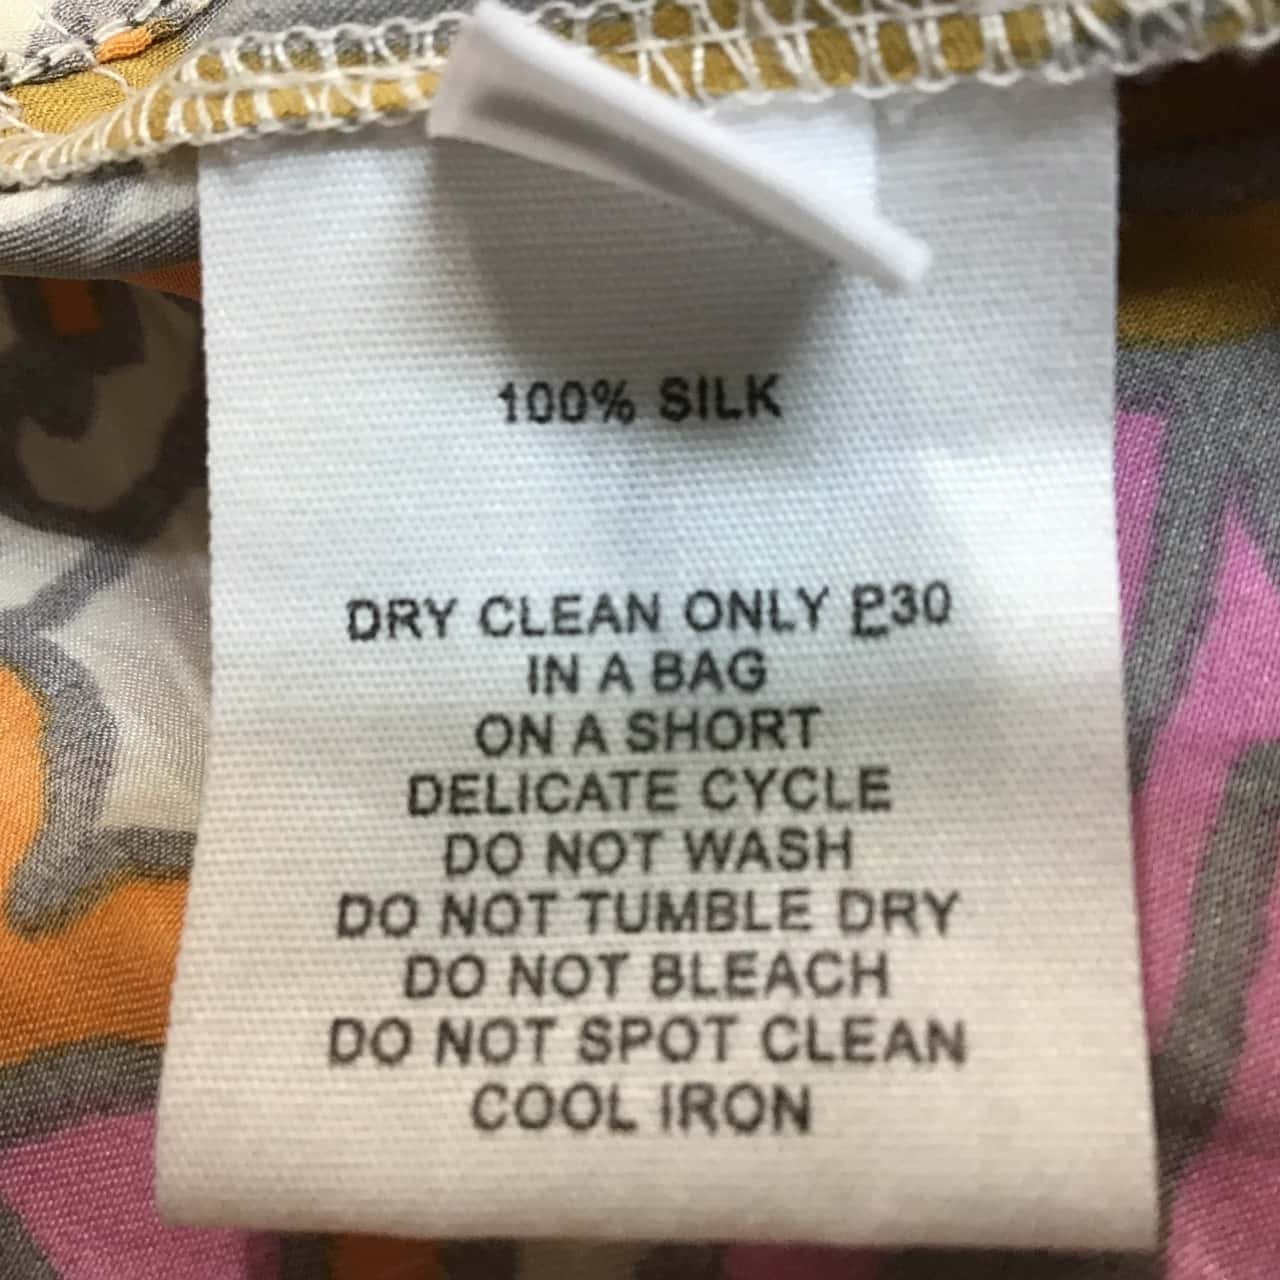 100% SILK
DRY CLEAN ONLY P30
IN A BAG
ON A SHORT
DELICATE CYCLE
DO NOT WASH
DO NOT TUMBLE DRY
DO NOT BLEACH
DO NOT SPOT CLEAN
COOL IRON